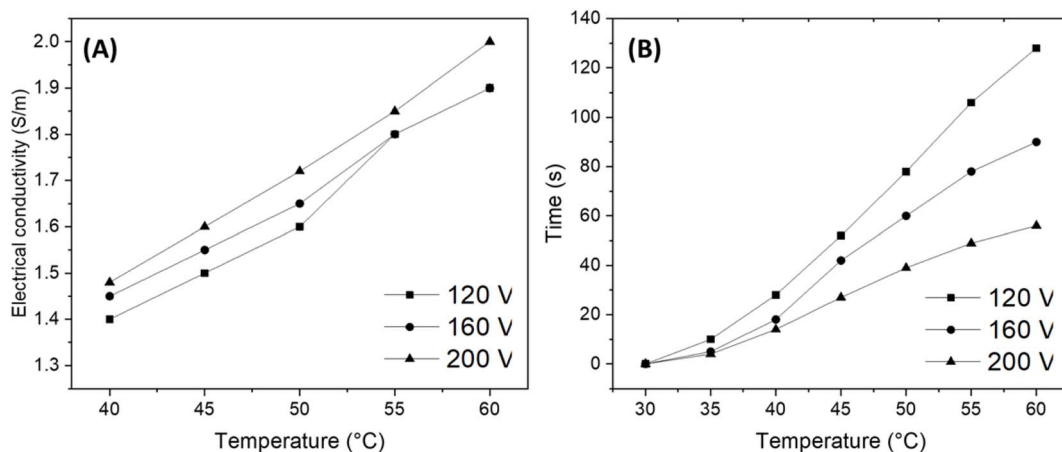 (A)
Electrical conductivity (S/m)
2.0
1.9
1.8
1.7
1.6
1.5
1.4
1.3
40 45 50 55 60
Temperature (°C)
120 V
160 V
200 V
(B)
Time (s)
140
120
100
80
60
40
20
0
30 35 40 45 50 55 60
Temperature (°C)
120 V
160 V
200 V